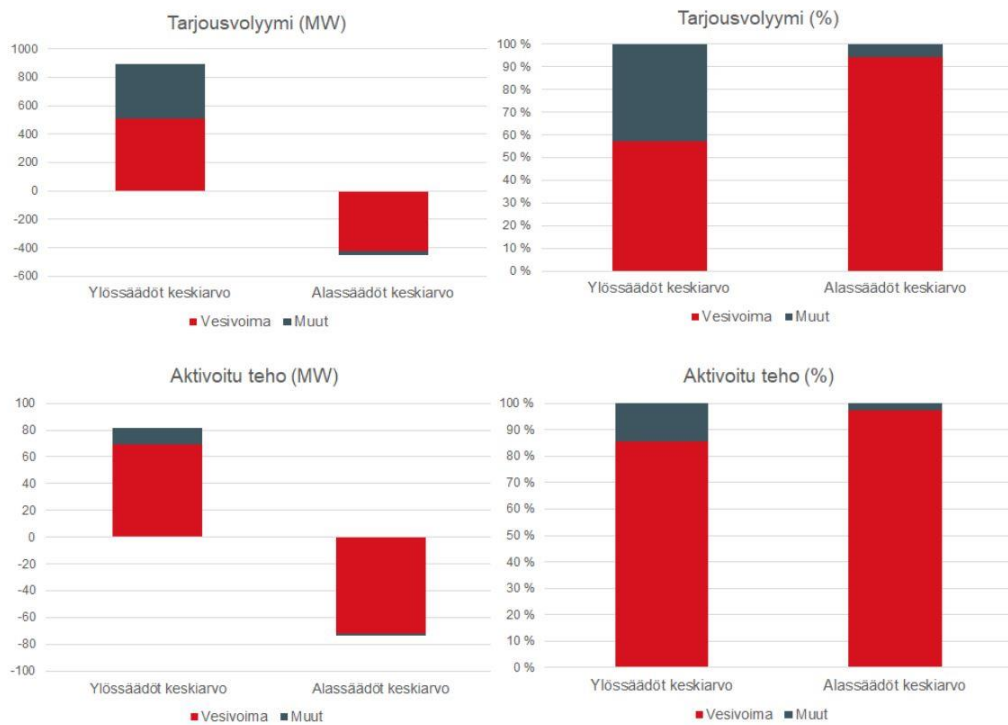 Tarjousvolyymi (MW)
1000
800
600
400
200
0
-200
-400
-600
Ylössäädöt keskiarvo
Alassäädöt keskiarvo
Vesivoima
Muut
Tarjousvolyymi (%)
100 %
90 %
80 %
70 %
60 %
50 %
40 %
30 %
20 %
10 %
0 %
Ylössäädöt keskiarvo
Alassäädöt keskiarvo
Vesivoima
Muut
Aktivoitu teho (MW)
100
80
60
40
20
0
-20
-40
-60
-80
-100
Ylössäädöt keskiarvo
Alassäädöt keskiarvo
Vesivoima
Muut
Aktivoitu teho (%)
100 %
90 %
80 %
70 %
60 %
50 %
40 %
30 %
20 %
10 %
0 %
Ylössäädöt keskiarvo
Alassäädöt keskiarvo
Vesivoima
Muut